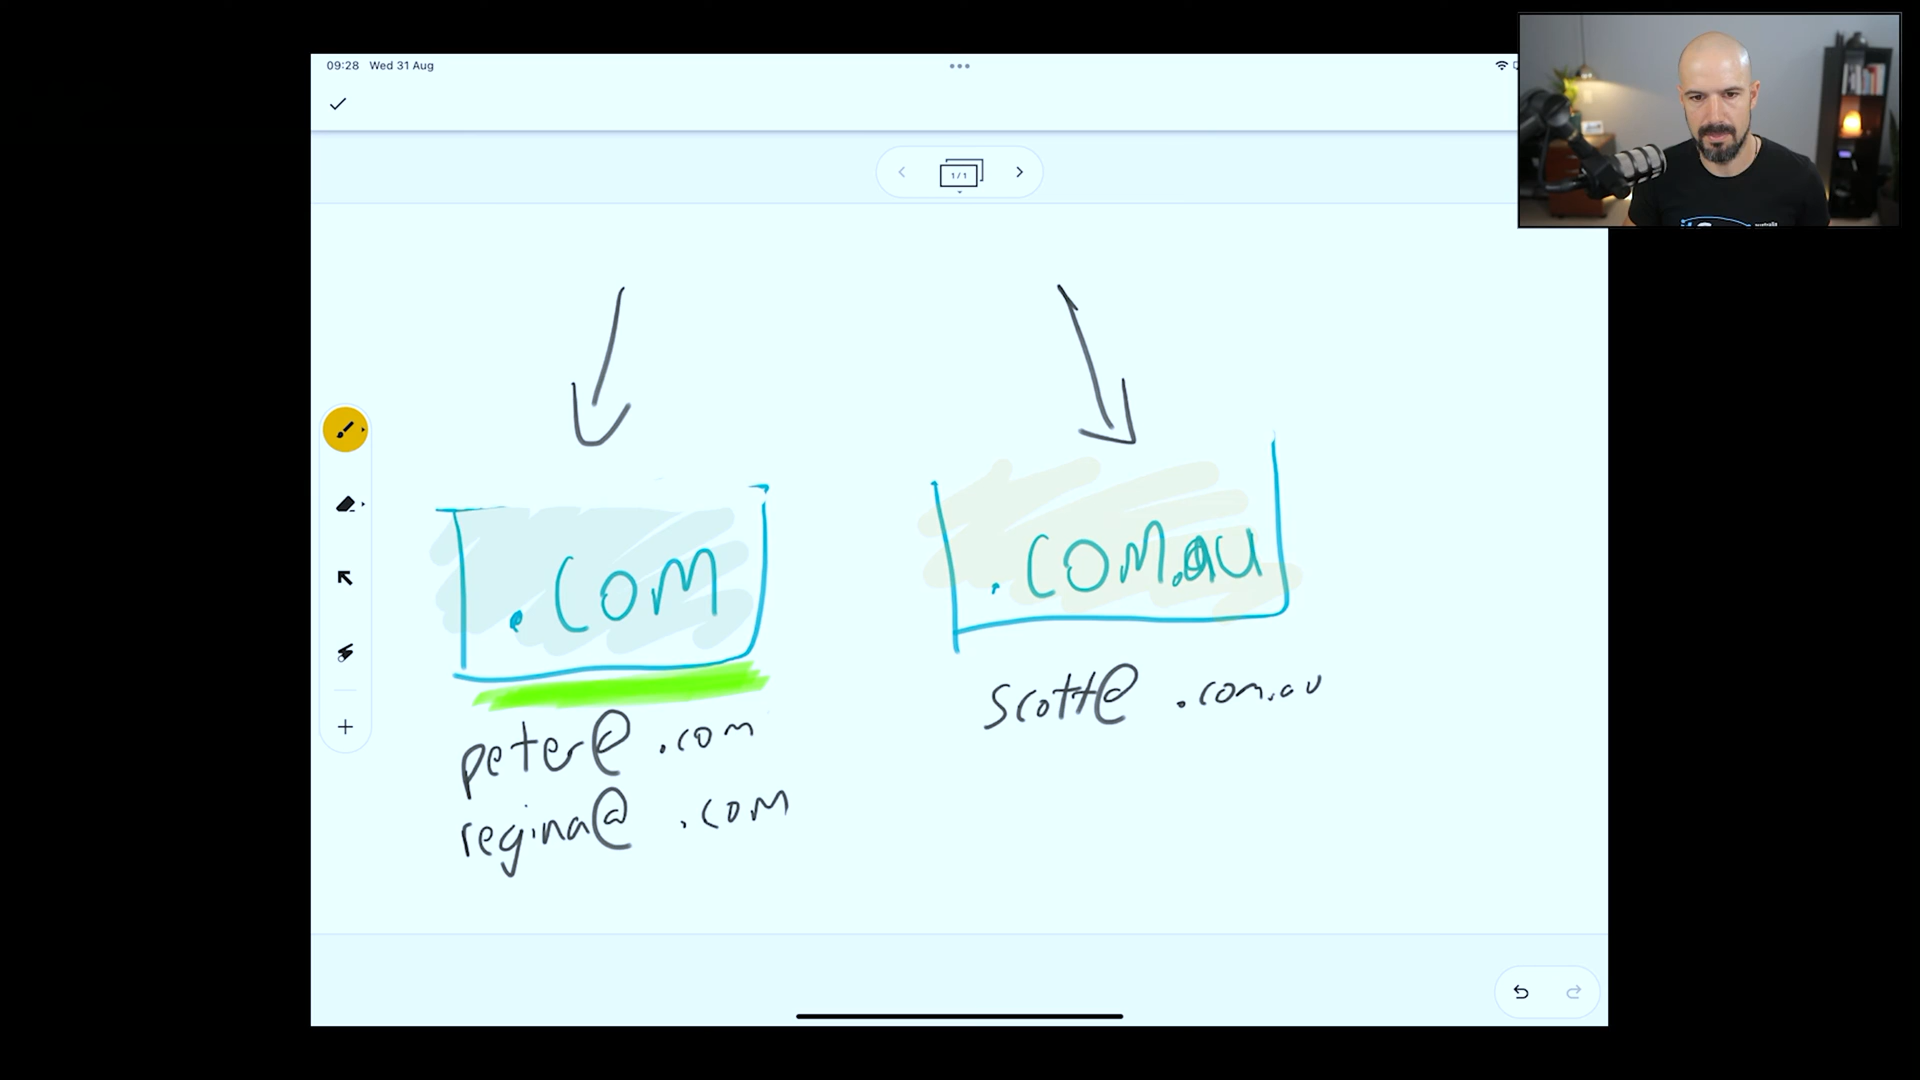 09:28 Wed 31 Aug
1/1
.com
.com.au
peter@ .com
regina@ .com
scott@ .com.au